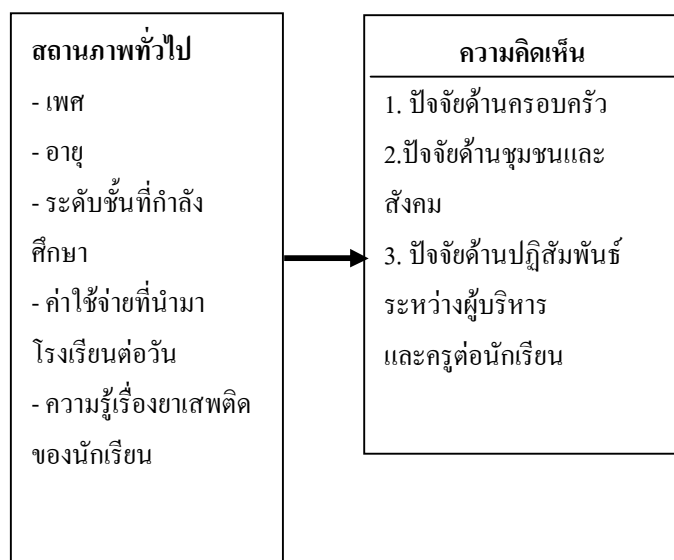 สถานภาพทั่วไป
- เพศ
- อายุ
- ระดับชั้นที่กำลัง
ศึกษา
- ค่าใช้จ่ายที่นำมา
โรงเรียนต่อวัน
- ความรู้เรื่องยาเสพติด
ของนักเรียน
ความคิดเห็น
1. ปัจจัยด้านครอบครัว
2.ปัจจัยด้านชุมชนและ
สังคม
3. ปัจจัยด้านปฏิสัมพันธ์
ระหว่างผู้บริหาร
และครูต่อนักเรียน